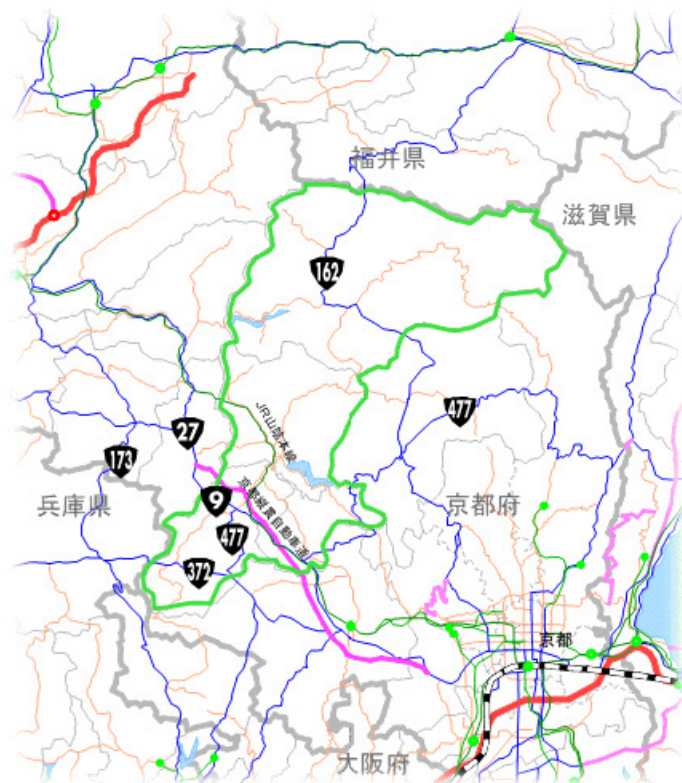 福井県
滋賀県
162
JR山陰本線
477
27
173
兵庫県
9
京都縦貫自動車道
京都府
477
372
京都
大阪府